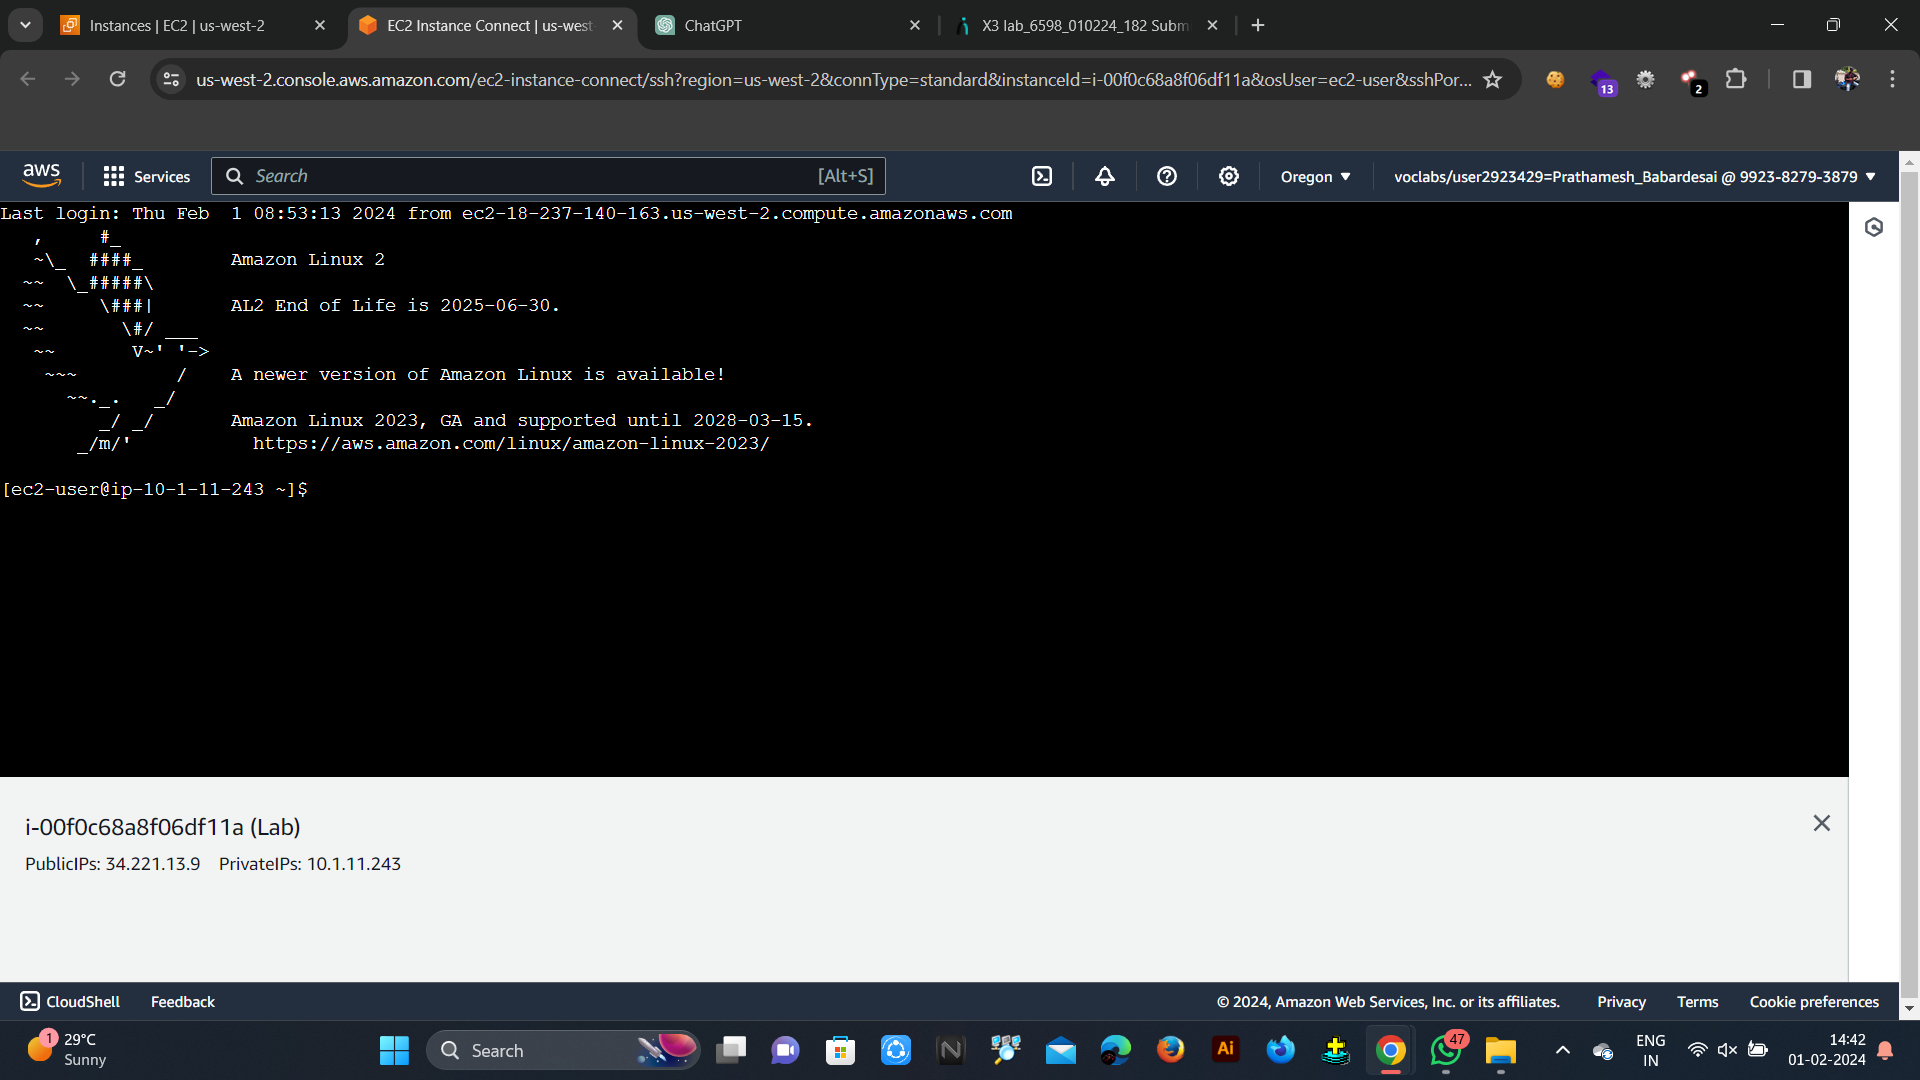 Instances | EC2 | us-west-2
EC2 Instance Connect | us-west-
ChatGPT
X3 lab_6598_010224_182 Subm
us-west-2.console.aws.amazon.com/ec2-instance-connect/ssh?region=us-west-2&connType=standard&instanceId=i-00f0c68a8f06df11a&osUser=ec2-user&sshPor...
13
2
aws
Services
Search
[Alt+S]
Oregon
voclabs/user2923429=Prathamesh_Babardesai @ 9923-8279-3879
Last login: Thu Feb  1 08:53:13 2024 from ec2-18-237-140-163.us-west-2.compute.amazonaws.com
   ,     #_
   ~\_  ####_        Amazon Linux 2
  ~~  \_#####\
  ~~     \###|       AL2 End of Life is 2025-06-30.
  ~~       \#/ ___
   ~~       V~' '->
    ~~~         /    A newer version of Amazon Linux is available!
      ~~._.   _/
         _/ _/       Amazon Linux 2023, GA and supported until 2028-03-15.
       _/m/'           https://aws.amazon.com/linux/amazon-linux-2023/
[ec2-user@ip-10-1-11-243 ~]$
i-00f0c68a8f06df11a (Lab)
PublicIPs: 34.221.13.9 PrivateIPs: 10.1.11.243
CloudShell
Feedback
© 2024, Amazon Web Services, Inc. or its affiliates.
Privacy
Terms
Cookie preferences
1
29°C
Sunny
Search
Ai
47
ENG
IN
14:42
01-02-2024